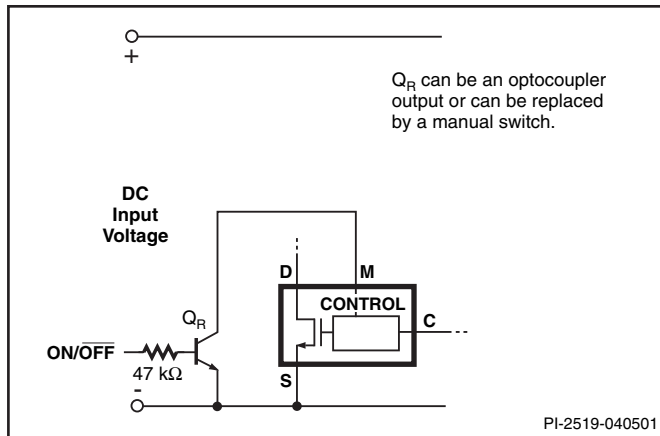 +
QR can be an optocoupler
output or can be replaced
by a manual switch.
DC
Input
Voltage
D
M
CONTROL
C
QR
ON/O̅F̅F̅
47 kΩ
S
-
PI-2519-040501